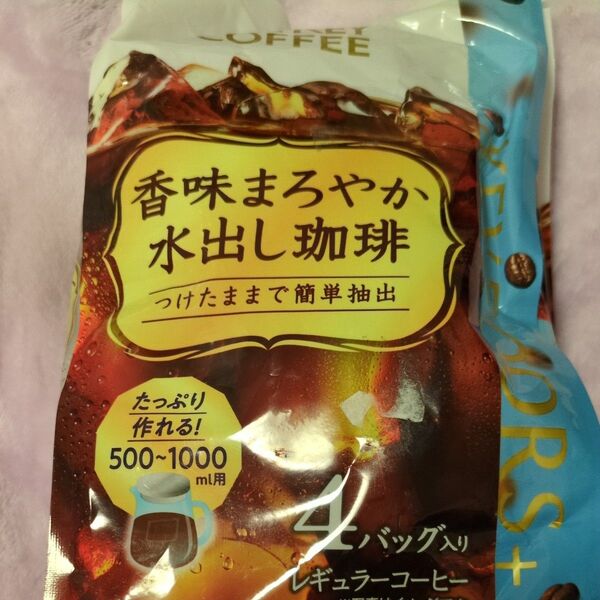 KEY
COFFEE
香味まろやか
水出し珈琲
つけたままで簡単抽出
たっぷり
作れる!
500~1000
ml用
4バッグ入り
レギュラーコーヒー